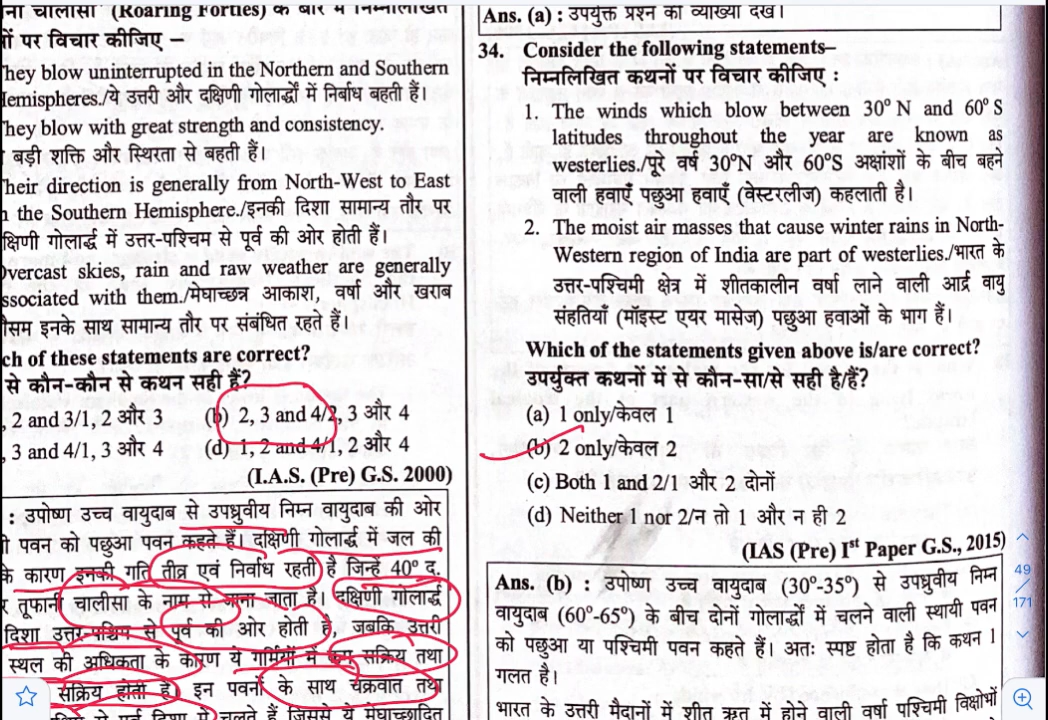 (Roaring Forties) के बारे में निम्नलिखित
पर विचार कीजिए –
They blow uninterrupted in the Northern and Southern
Hemispheres./ये उत्तरी और दक्षिणी गोलार्द्धों में निर्बाध बहती हैं।
They blow with great strength and consistency.
बड़ी शक्ति और स्थिरता से बहती हैं।
Their direction is generally from North-West to East
the Southern Hemisphere./इनकी दिशा सामान्य तौर पर
क्षिणी गोलार्द्ध में उत्तर-पश्चिम से पूर्व की ओर होती हैं।
Overcast skies, rain and raw weather are generally
ssociated with them./मेघाच्छन्न आकाश, वर्षा और खराब
ौसम इनके साथ सामान्य तौर पर संबंधित रहते हैं।
ch of these statements are correct?
से कौन-कौन से कथन सही हैं?
, 2 and 3/1, 2 और 3 (b) 2, 3 and 4/2, 3 और 4
, 3 and 4/1, 3 और 4 (d) 1, 2 and 4/1, 2 और 4
(I.A.S. (Pre) G.S. 2000)
: उपोष्ण उच्च वायुदाब से उपध्रुवीय निम्न वायुदाब की ओर
पवन को पछुआ पवन कहते हैं। दक्षिणी गोलार्द्ध में जल की
के कारण इनकी गति तीव्र एवं निर्वाध रहती है जिन्हें 40° द.
र तूफानी चालीसा के नाम से जाना जाता है। दक्षिणी गोलार्द्ध
दिशा उत्तर-पश्चिम से पूर्व की ओर होती है, जबकि उत्तरी
स्थल की अधिकता के कारण ये गर्मियों में कम सक्रिय तथा
सक्रिय होती है। इन पवनों के साथ चक्रवात तथा
से पूर्व दिशा में चलते हैं जिससे ये मेघाच्छादित
Ans. (a) : उपर्युक्त प्रश्न की व्याख्या देखें।
34. Consider the following statements–
निम्नलिखित कथनों पर विचार कीजिए :
1. The winds which blow between 30° N and 60° S
latitudes throughout the year are known as
westerlies./पूरे वर्ष 30°N और 60°S अक्षांशों के बीच बहने
वाली हवाएँ पछुआ हवाएँ (वेस्टरलीज) कहलाती है।
2. The moist air masses that cause winter rains in North-
Western region of India are part of westerlies./भारत के
उत्तर-पश्चिमी क्षेत्र में शीतकालीन वर्षा लाने वाली आर्द्र वायु
संहतियाँ (मॉइस्ट एयर मासेज) पछुआ हवाओं के भाग हैं।
Which of the statements given above is/are correct?
उपर्युक्त कथनों में से कौन-सा/से सही है/हैं?
(a) 1 only/केवल 1
(b) 2 only/केवल 2
(c) Both 1 and 2/1 और 2 दोनों
(d) Neither 1 nor 2/न तो 1 और न ही 2
(IAS (Pre) Ist Paper G.S., 2015)
Ans. (b) : उपोष्ण उच्च वायुदाब (30°-35°) से उपध्रुवीय निम्न
वायुदाब (60°-65°) के बीच दोनों गोलार्द्धों में चलने वाली स्थायी पवन
को पछुआ या पश्चिमी पवन कहते हैं। अतः स्पष्ट होता है कि कथन 1
गलत है।
भारत के उत्तरी मैदानों में शीत ऋतु में होने वाली वर्षा पश्चिमी विक्षोभों
49
171